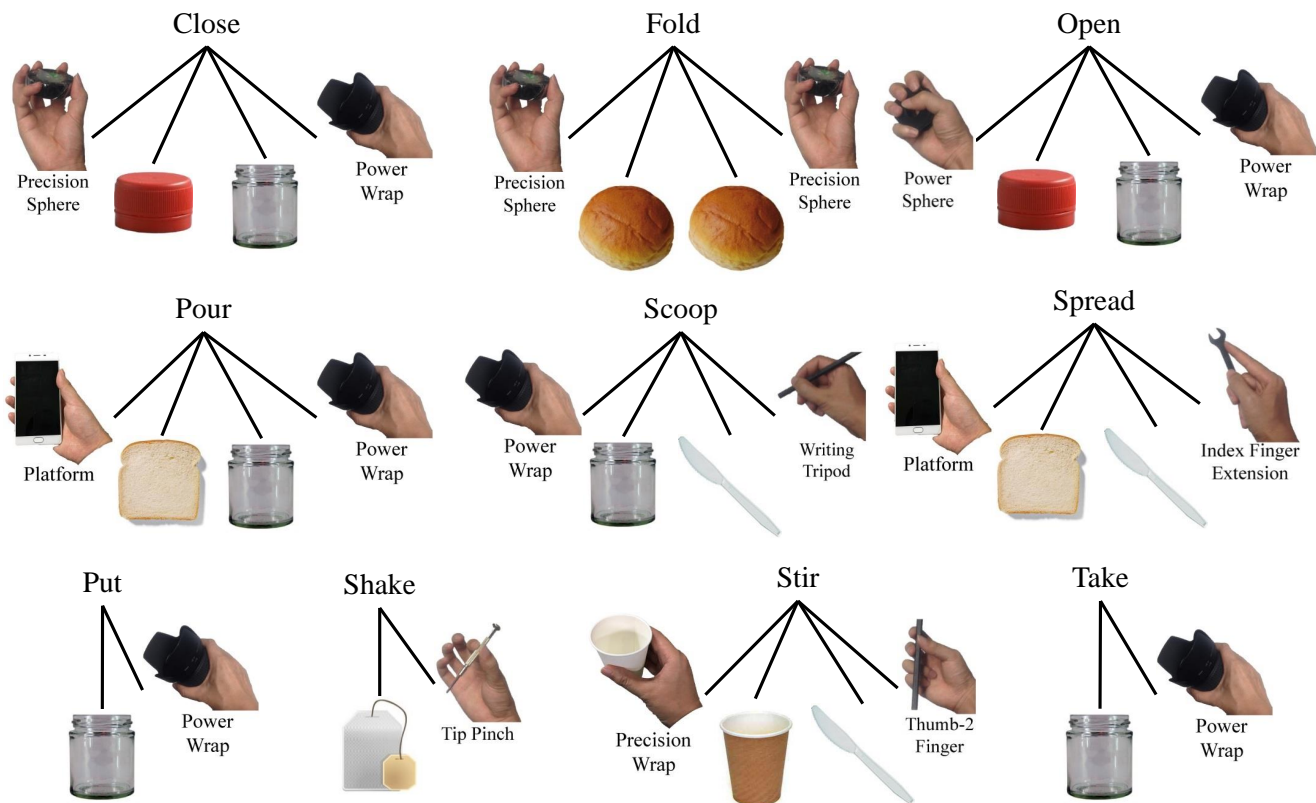 Close
Fold
Open
Precision
Sphere
Power
Wrap
Precision
Sphere
Precision
Sphere
Power
Sphere
Power
Wrap
Pour
Scoop
Spread
Platform
Power
Wrap
Power
Wrap
Writing
Tripod
Platform
Index Finger
Extension
Put
Shake
Stir
Take
Power
Wrap
Tip Pinch
Precision
Wrap
Thumb-2
Finger
Power
Wrap